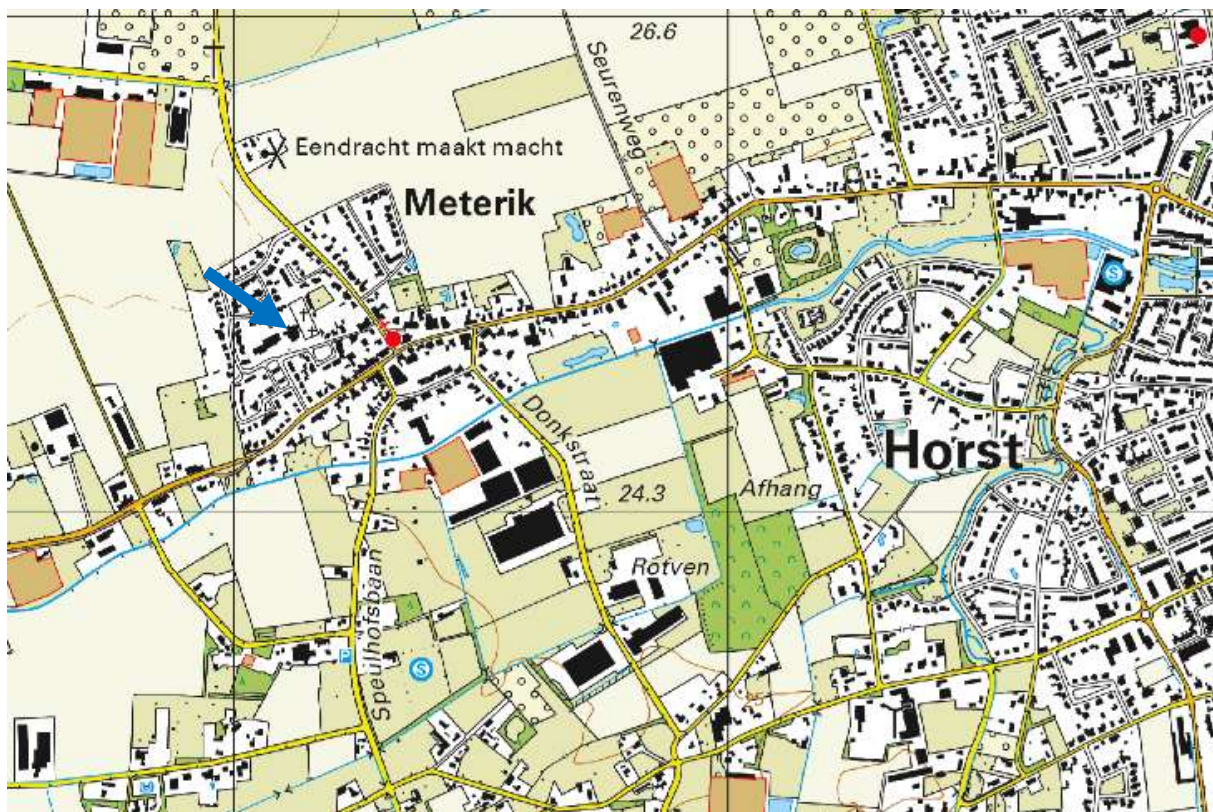 26.6
Seurenweg
Eendracht maakt macht
Meterik
Donkstraat
Horst
24.3
Afhang
Rotven
Speulhofsbaan
S
S
P